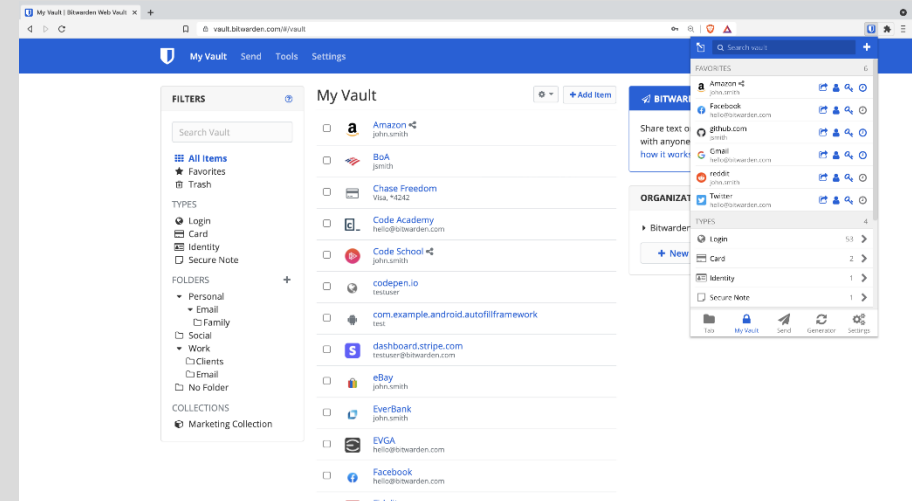 My Vault | Bitwarden Web Vault
vault.bitwarden.com/#/vault
My Vault Send Tools Settings
FILTERS
Search Vault
All Items
Favorites
Trash
TYPES
Login
Card
Identity
Secure Note
FOLDERS
Personal
Email
Family
Social
Work
Clients
Email
No Folder
COLLECTIONS
Marketing Collection
My Vault
Add Item
Amazon
john.smith
BoA
jsmith
Chase Freedom
Visa, *4242
Code Academy
hello@bitwarden.com
Code School
john.smith
codepen.io
testuser
com.example.android.autofillframework
test
dashboard.stripe.com
testuser@bitwarden.com
eBay
john.smith
EverBank
john.smith
EVGA
hello@bitwarden.com
Facebook
hello@bitwarden.com
BITWAR
Share text o
with anyone
how it works
ORGANIZAT
Bitwarden
New
Search vault
FAVORITES 6
Amazon
john.smith
Facebook
hello@bitwarden.com
github.com
jsmith
Gmail
hello@bitwarden.com
reddit
john.smith
Twitter
hello@bitwarden.com
TYPES 4
Login 53
Card 2
Identity 1
Secure Note 1
Tab My Vault Send Generator Settings